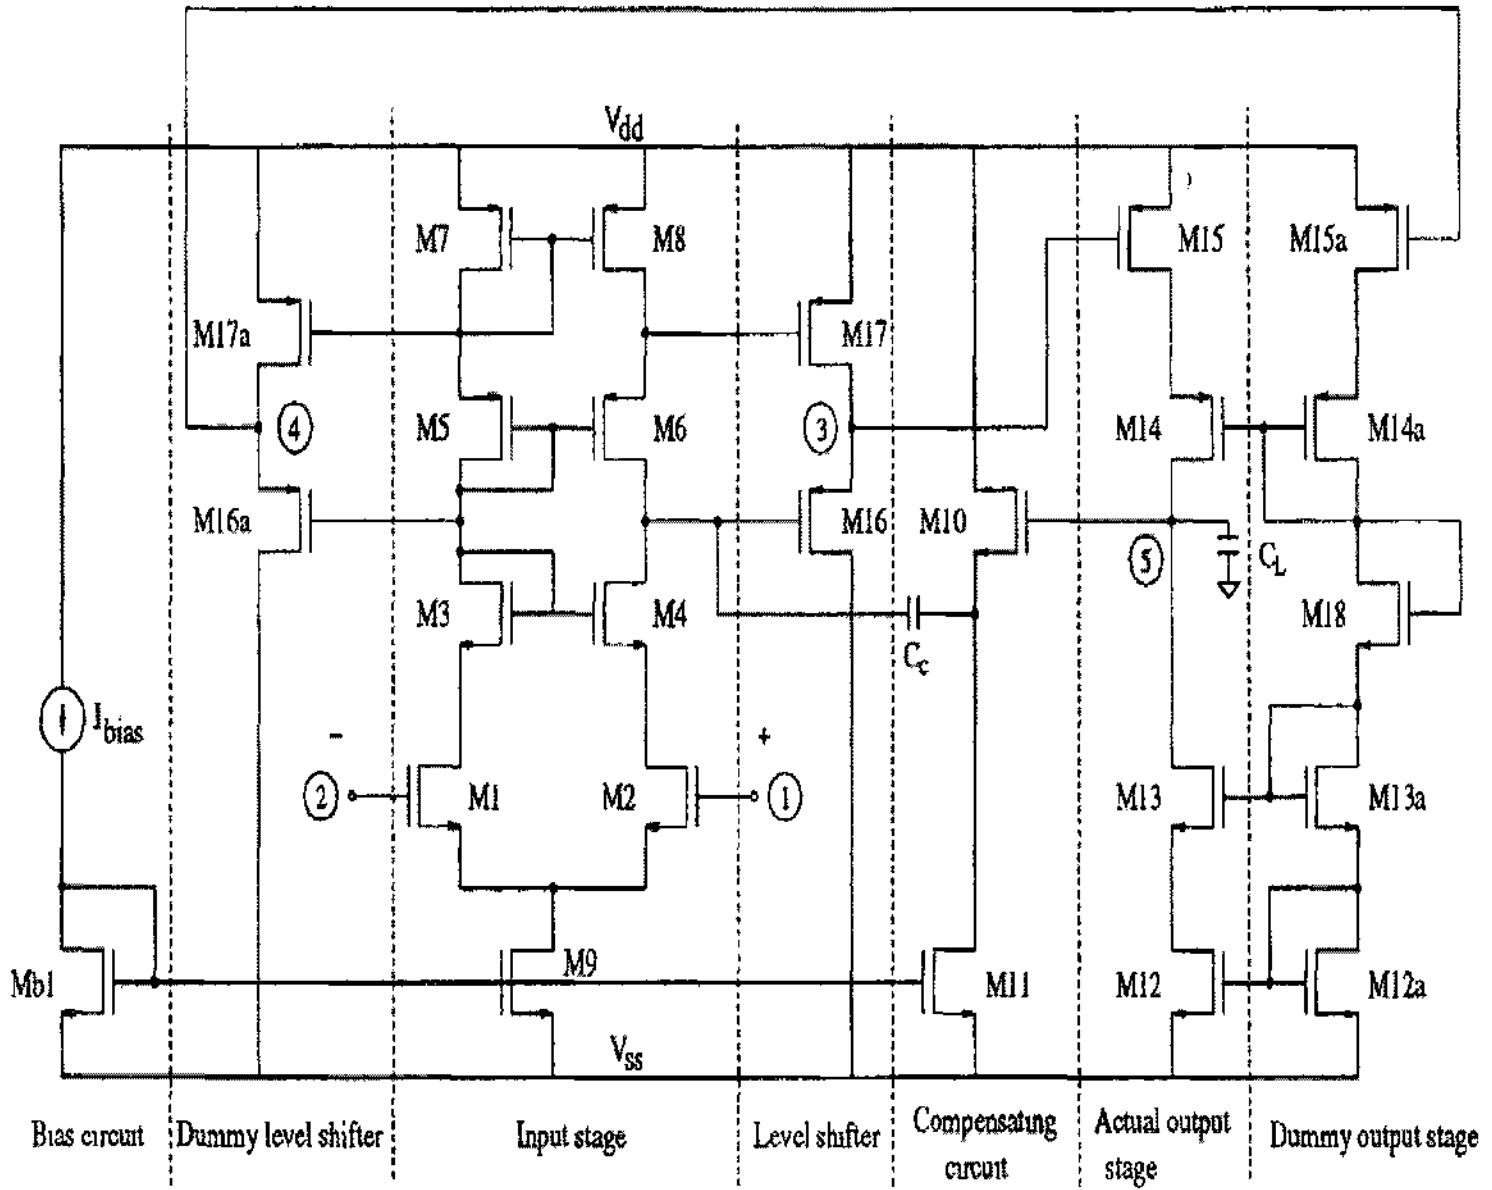 Vdd
M7
M8
M15
M15a
M17a
M17
4
M5
M6
3
M14
M14a
M16a
M16
M10
5
CL
M3
M4
M18
Cc
Ibias
-
+
2
M1
M2
1
M13
M13a
Mb1
M9
M11
M12
M12a
Vss
Bias circuit
Dummy level shifter
Input stage
Level shifter
Compensating
circuit
Actual output
stage
Dummy output stage